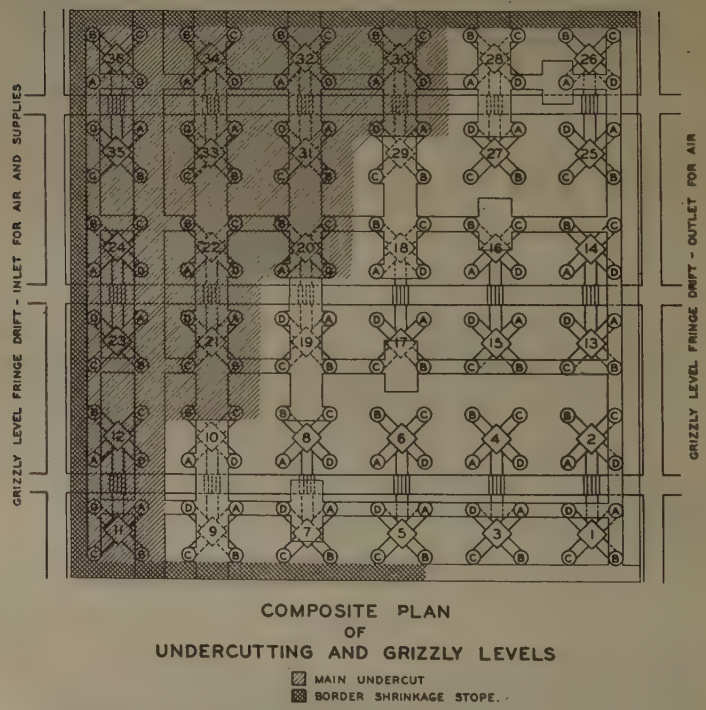 GRIZZLY LEVEL FRINGE DRIFT - INLET FOR AIR AND SUPPLIES
B C B C B C B C B C B C
36 34 32 30 28 26
A D A D A D A D A D A D
D A D A D A D A D A D A
35 33 31 29 27 25
C B C B C B C B C B C B
B C B C B C B C B C B C
24 22 20 18 16 14
A D A D A D A D A D A D
D A D A D A D A D A D A
23 21 19 17 15 13
C B C B C B C B C B C B
B C B C B C B C B C B C
12 10 8 6 4 2
A D A D A D A D A D A D
D A D A D A D A D A D A
11 9 7 5 3 1
C B C B C B C B C B C B
GRIZZLY LEVEL FRINGE DRIFT - OUTLET FOR AIR
COMPOSITE PLAN
OF
UNDERCUTTING AND GRIZZLY LEVELS
MAIN UNDERCUT
BORDER SHRINKAGE STOPE.